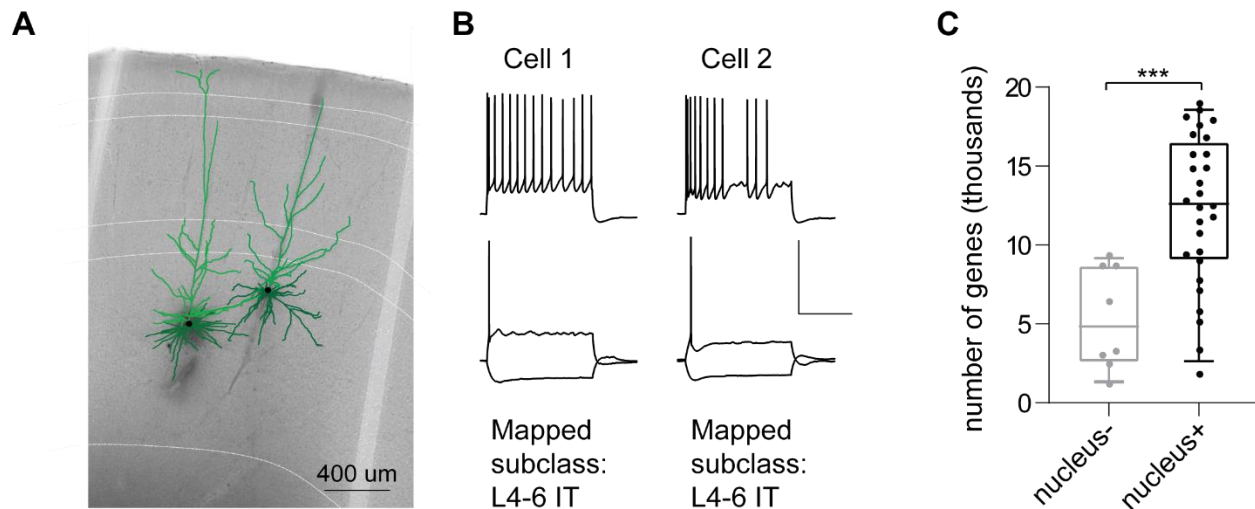 A
400 um
B
Cell 1
Cell 2
Mapped
subclass:
L4-6 IT
Mapped
subclass:
L4-6 IT
C
***
number of genes (thousands)
20
15
10
5
0
nucleus-
nucleus+